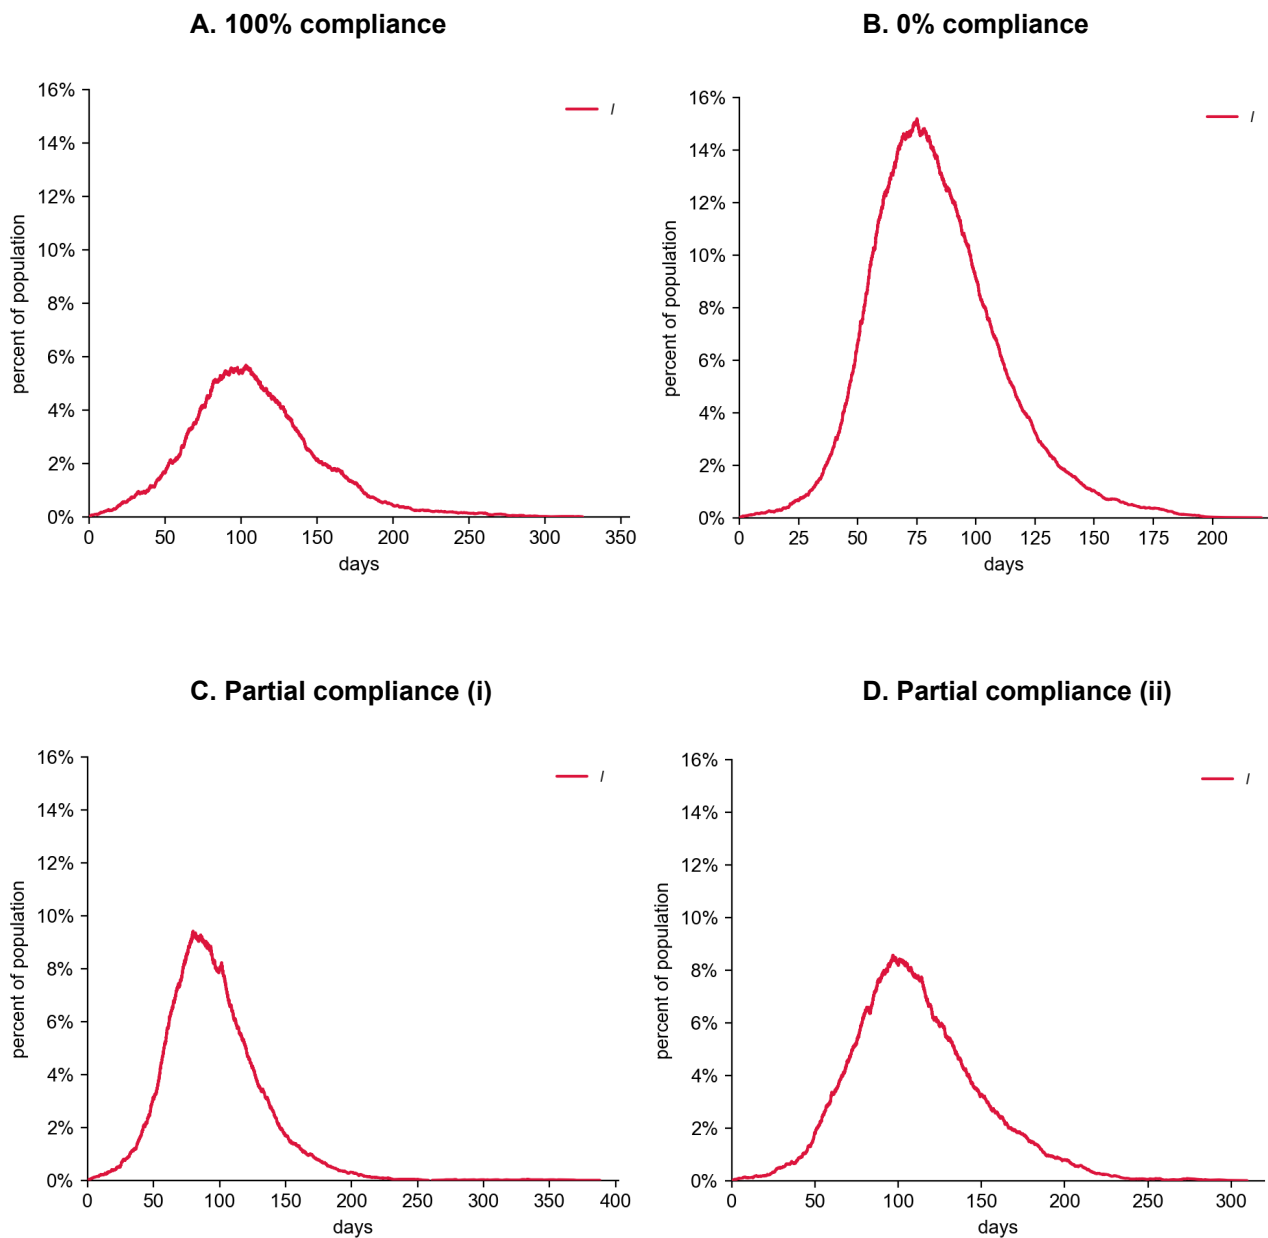 A. 100% compliance
16%
14%
12%
10%
8%
6%
4%
2%
0%
percent of population
0 50 100 150 200 250 300 350
days
I
B. 0% compliance
16%
14%
12%
10%
8%
6%
4%
2%
0%
percent of population
0 25 50 75 100 125 150 175 200
days
I
C. Partial compliance (i)
16%
14%
12%
10%
8%
6%
4%
2%
0%
percent of population
0 50 100 150 200 250 300 350 400
days
I
D. Partial compliance (ii)
16%
14%
12%
10%
8%
6%
4%
2%
0%
percent of population
0 50 100 150 200 250 300
days
I